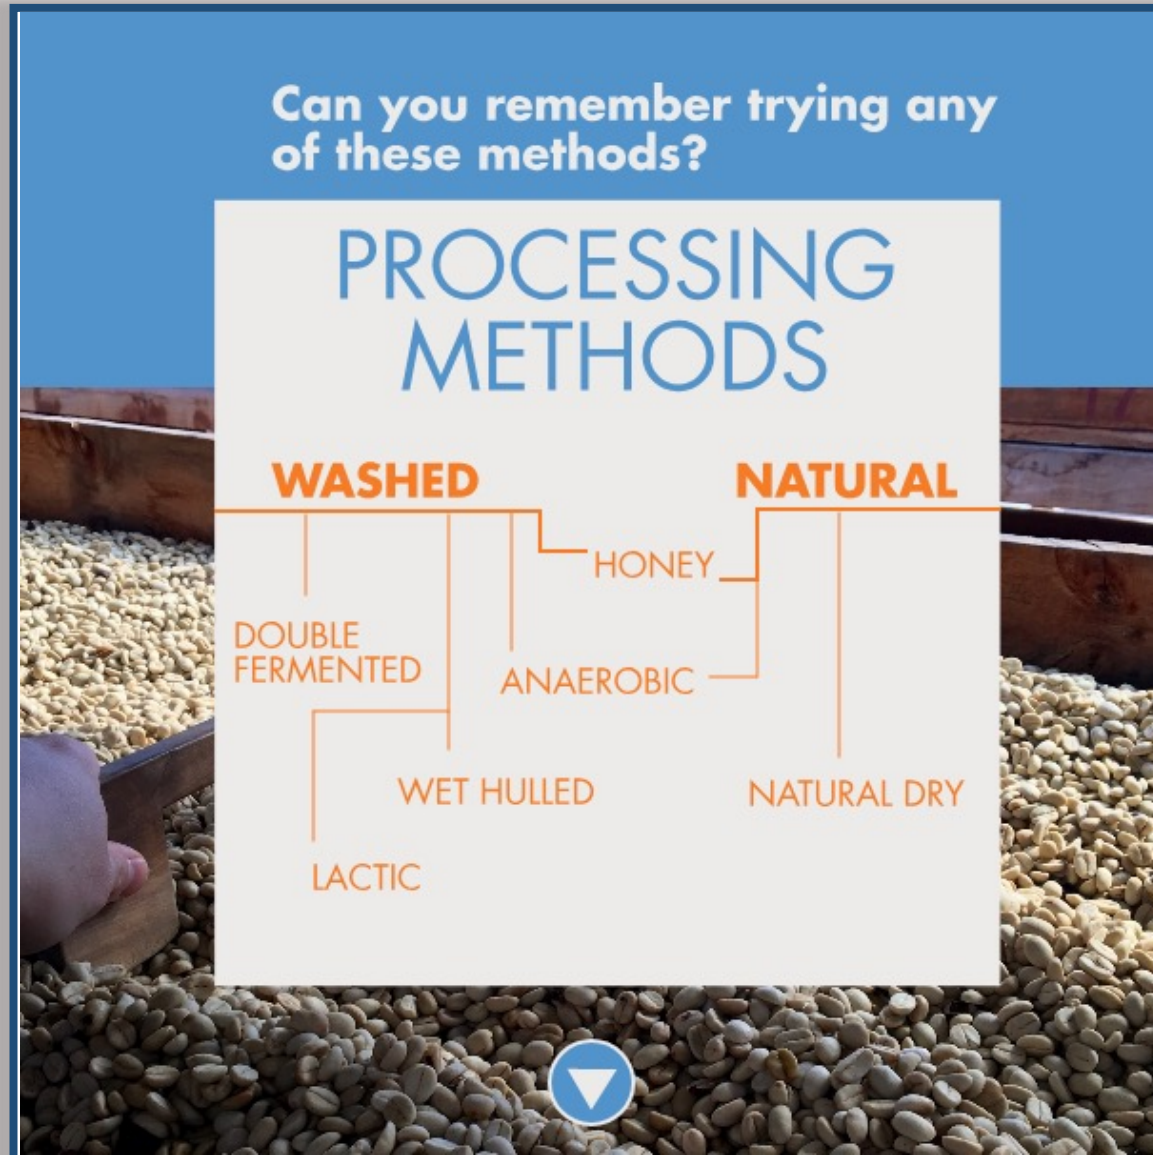 Can you remember trying any
of these methods?
PROCESSING
METHODS
WASHED
NATURAL
HONEY
DOUBLE
FERMENTED
ANAEROBIC
WET HULLED
NATURAL DRY
LACTIC